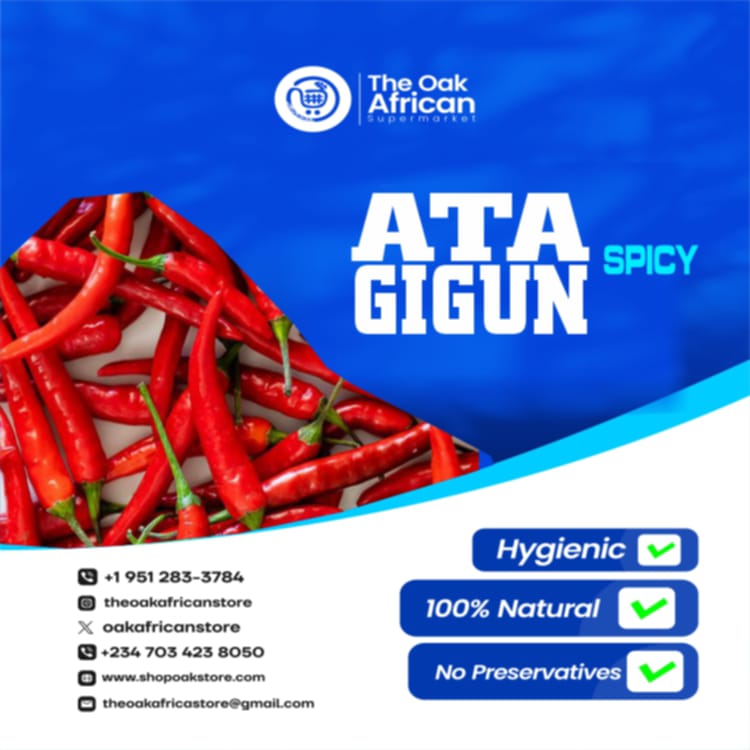 The Oak
African
Supermarket
ATA
GIGUN
SPICY
Hygienic
100% Natural
No Preservatives
+1 951 283-3784
theoakafricanstore
oakafricanstore
+234 703 423 8050
www.shopoakstore.com
theoakafricastore@gmail.com